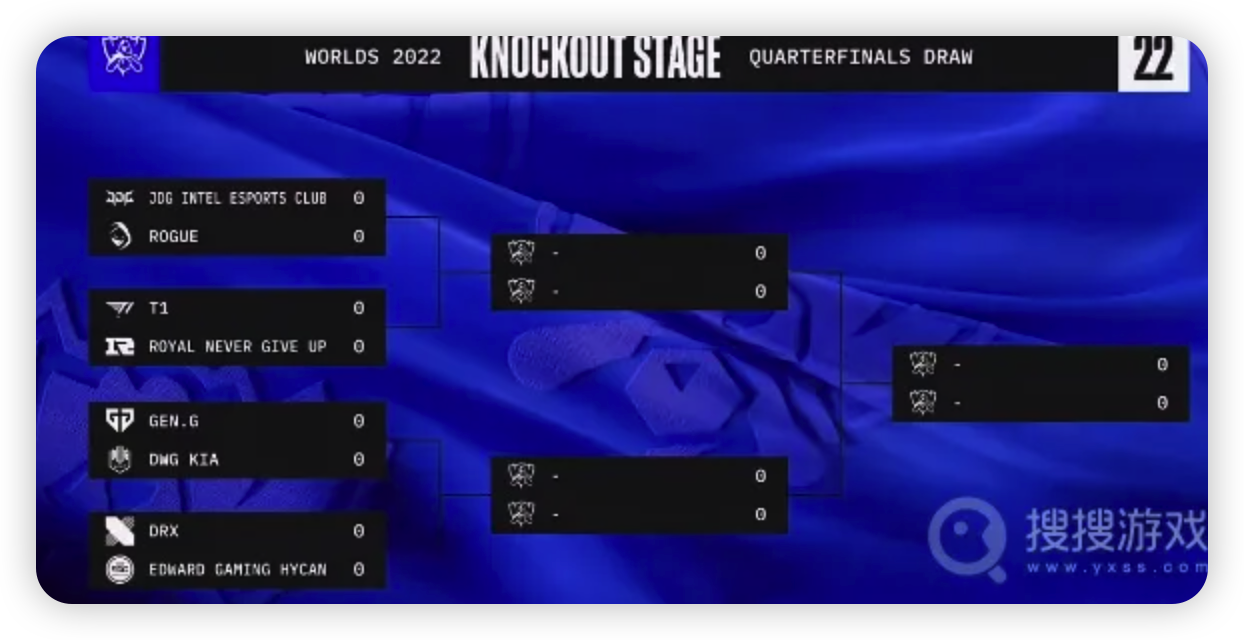 WORLDS 2022 KNOCKOUT STAGE QUARTERFINALS DRAW 22
JDG INTEL ESPORTS CLUB 0
ROGUE 0
T1 0
ROYAL NEVER GIVE UP 0
GEN.G 0
DWG KIA 0
DRX 0
EDWARD GAMING HYCAN 0
- 0
- 0
- 0
- 0
- 0
- 0
搜搜游戏
www.yxss.com